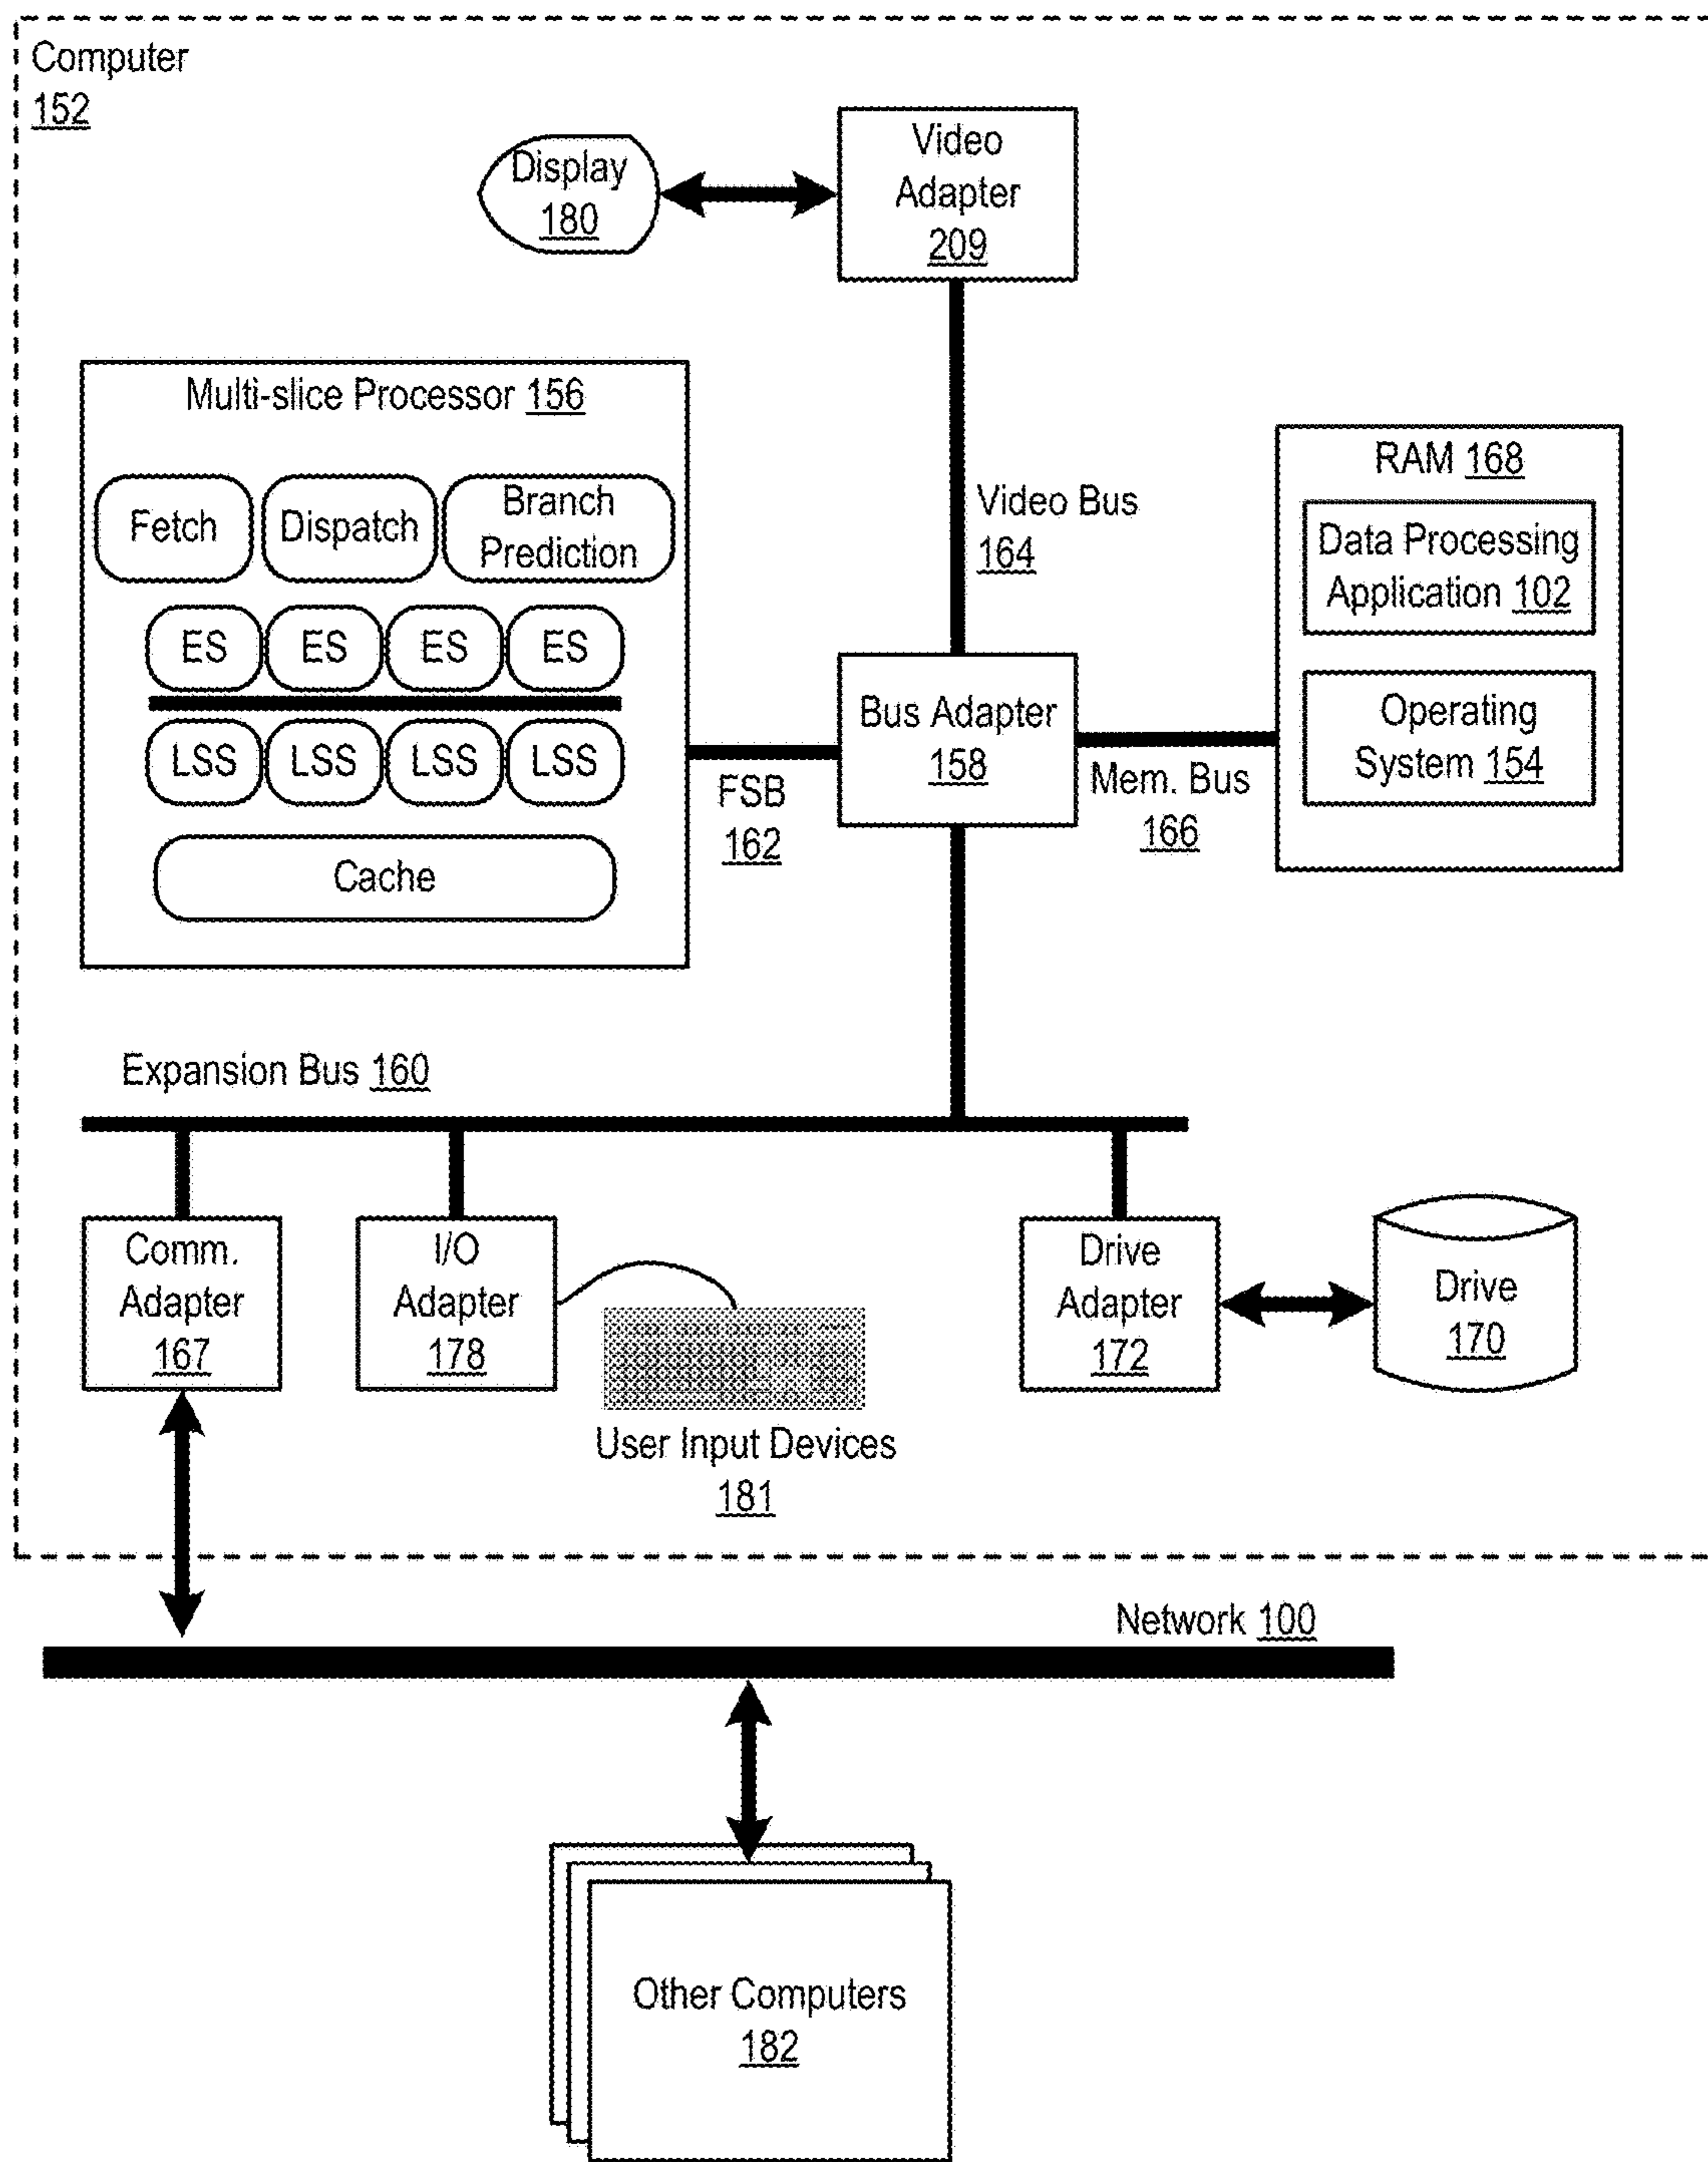 Computer
152
Display
180
Video
Adapter
209
Multi-slice Processor 156
Fetch
Dispatch
Branch
Prediction
ES
ES
ES
ES
LSS
LSS
LSS
LSS
Cache
Video Bus
164
RAM 168
Data Processing
Application 102
Operating
System 154
Bus Adapter
158
FSB
162
Mem. Bus
166
Expansion Bus 160
Comm.
Adapter
167
I/O
Adapter
178
User Input Devices
181
Drive
Adapter
172
Drive
170
Network 100
Other Computers
182